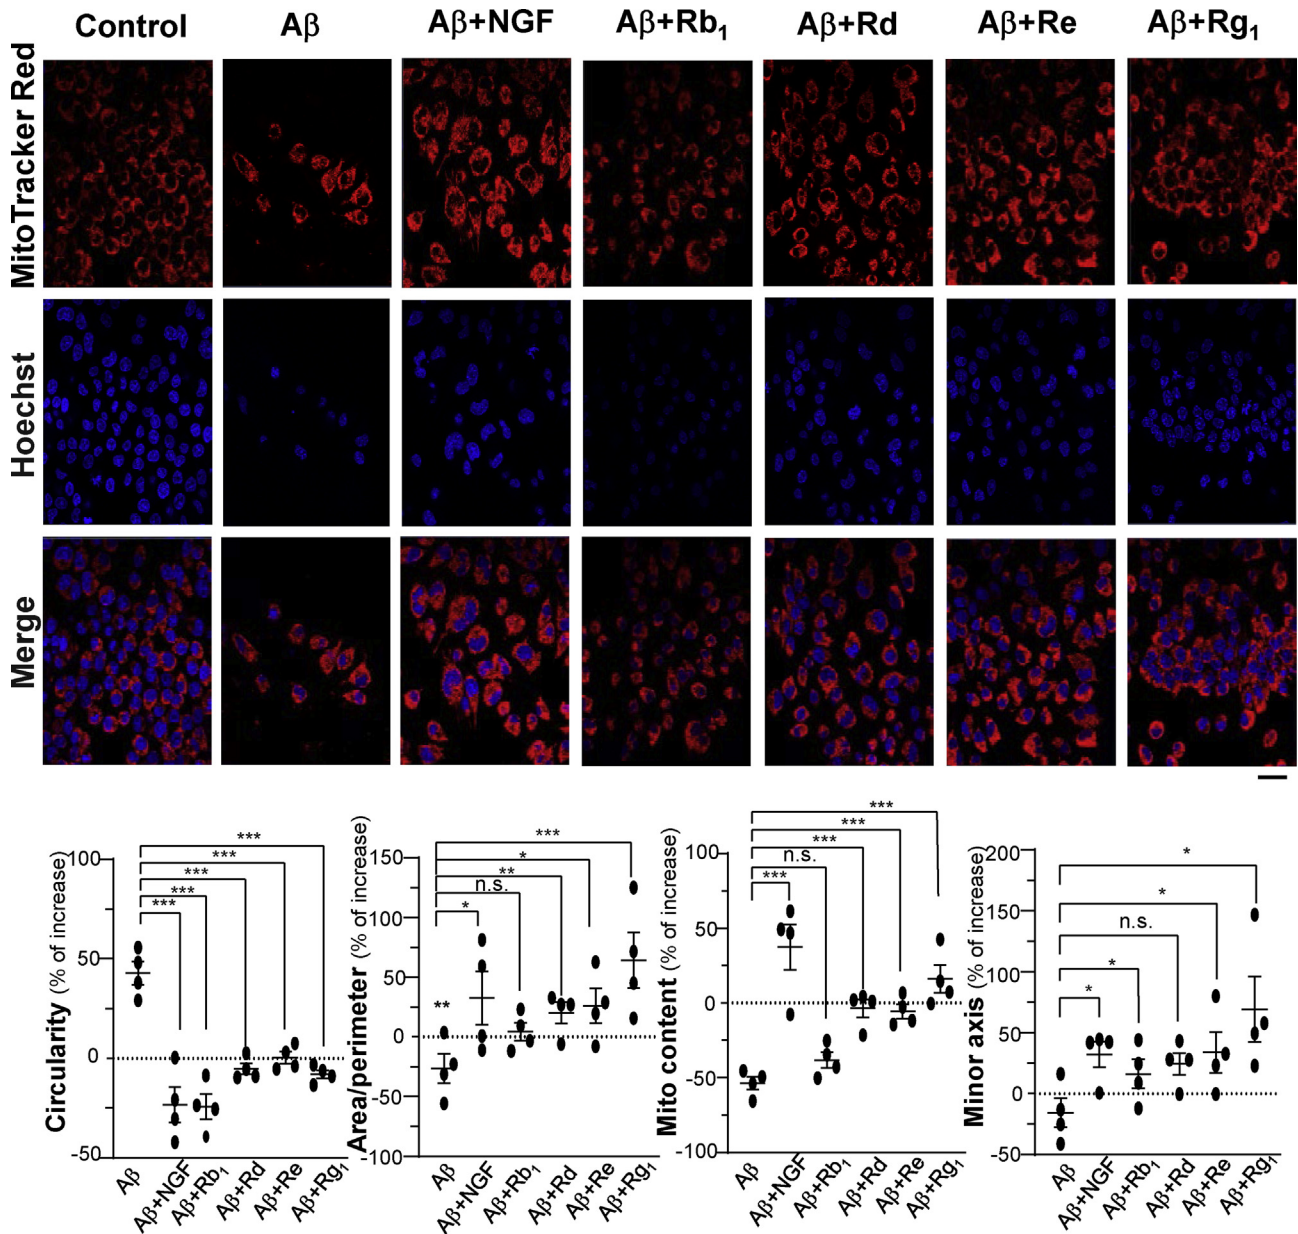 Control Aβ Aβ+NGF Aβ+Rb1 Aβ+Rd Aβ+Re Aβ+Rg1
MitoTracker Red
Hoechst
Merge
Circularity (% of increase)
100
50
0
-50
***
***
***
***
***
Aβ
Aβ+NGF
Aβ+Rb1
Aβ+Rd
Aβ+Re
Aβ+Rg1
Area/perimeter (% of increase)
150
100
50
0
-50
-100
***
*
**
n.s.
*
**
Aβ
Aβ+NGF
Aβ+Rb1
Aβ+Rd
Aβ+Re
Aβ+Rg1
Mito content (% of increase)
100
50
0
-50
-100
***
***
***
n.s.
***
Aβ
Aβ+NGF
Aβ+Rb1
Aβ+Rd
Aβ+Re
Aβ+Rg1
Minor axis (% of increase)
200
150
100
50
0
-50
*
*
n.s.
*
*
Aβ
Aβ+NGF
Aβ+Rb1
Aβ+Rd
Aβ+Re
Aβ+Rg1